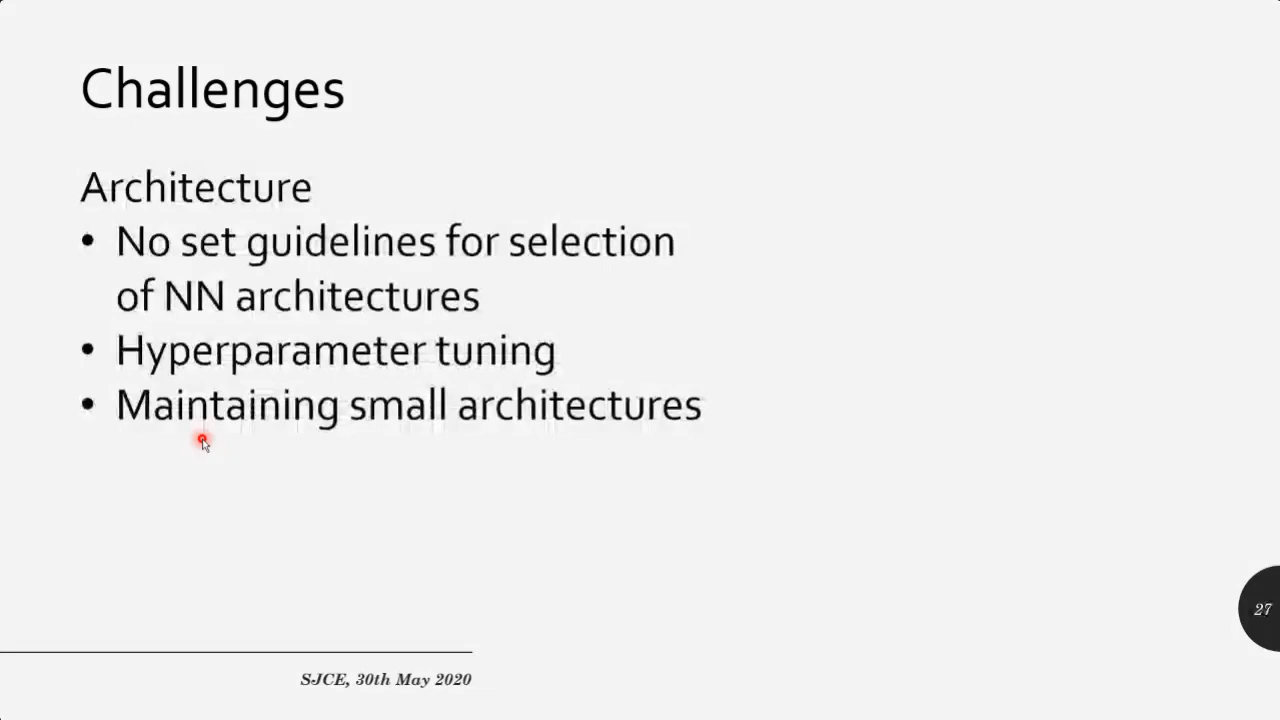 Challenges
Architecture
• No set guidelines for selection
of NN architectures
• Hyperparameter tuning
• Maintaining small architectures
27
SJCE, 30th May 2020